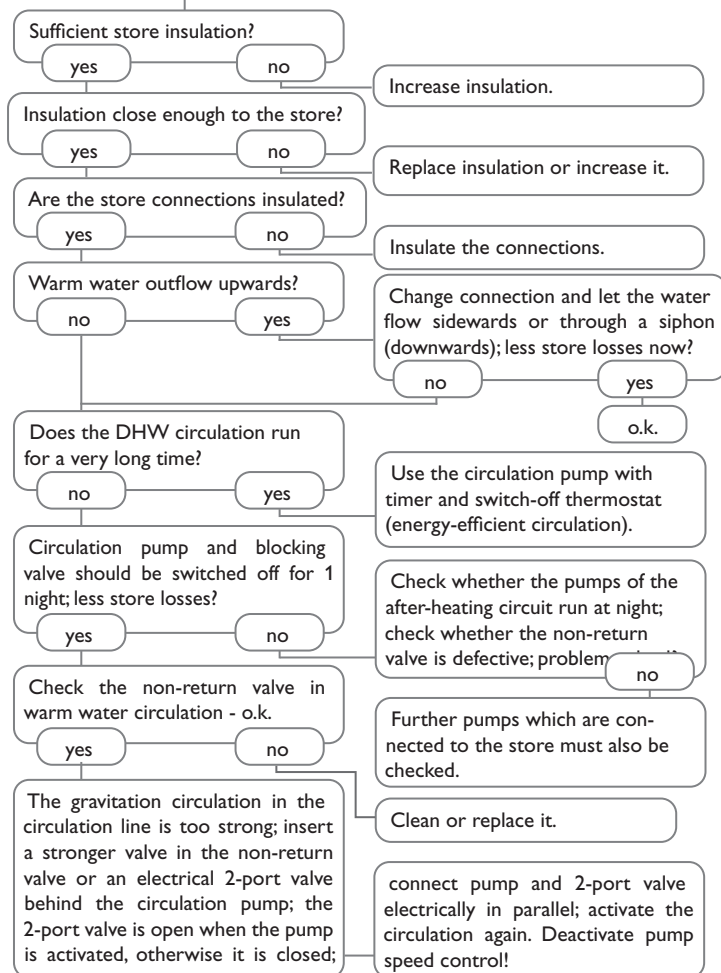 Sufficient store insulation?
yes
no
Increase insulation.
Insulation close enough to the store?
yes
no
Replace insulation or increase it.
Are the store connections insulated?
yes
no
Insulate the connections.
Warm water outflow upwards?
no
yes
Change connection and let the water
flow sidewards or through a siphon
(downwards); less store losses now?
no
yes
o.k.
Does the DHW circulation run
for a very long time?
no
yes
Use the circulation pump with
timer and switch-off thermostat
(energy-efficient circulation).
Circulation pump and blocking
valve should be switched off for 1
night; less store losses?
yes
no
Check whether the pumps of the
after-heating circuit run at night;
check whether the non-return
valve is defective; problem
no
Further pumps which are con-
nected to the store must also be
checked.
Check the non-return valve in
warm water circulation - o.k.
yes
no
Clean or replace it.
The gravitation circulation in the
circulation line is too strong; insert
a stronger valve in the non-return
valve or an electrical 2-port valve
behind the circulation pump; the
2-port valve is open when the pump
is activated, otherwise it is closed;
connect pump and 2-port valve
electrically in parallel; activate the
circulation again. Deactivate pump
speed control!